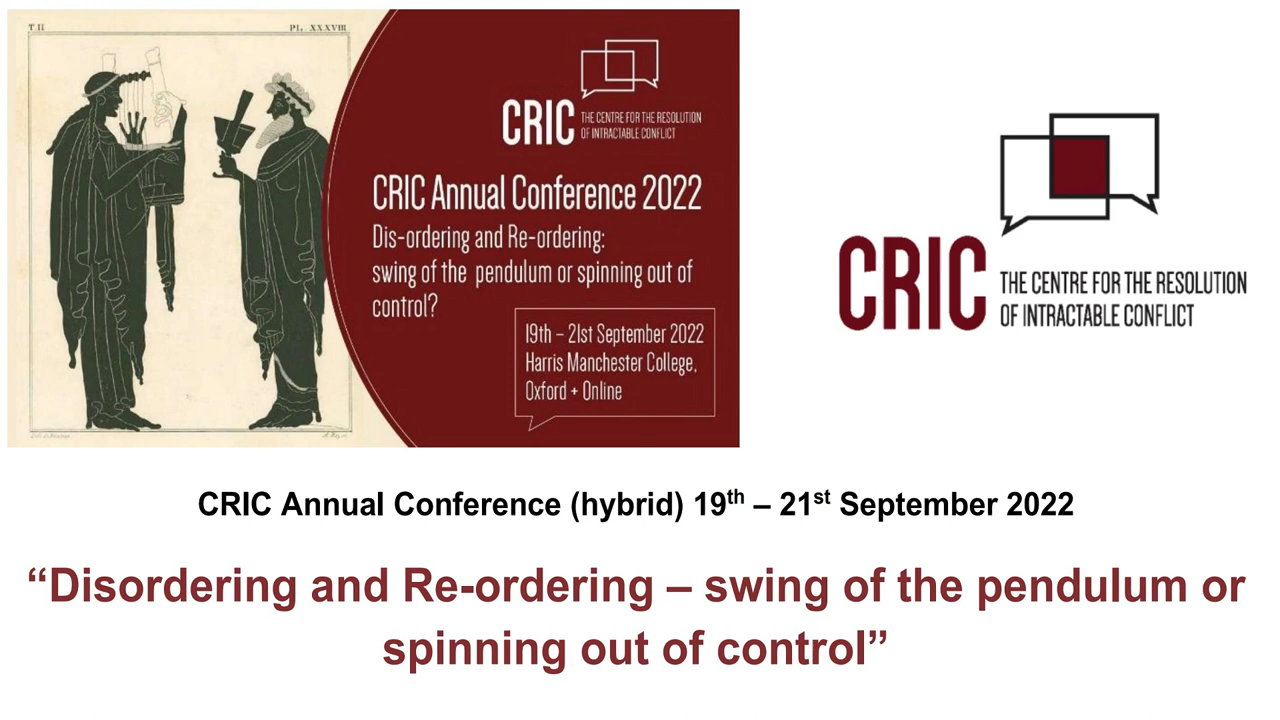 T II
PL. XXXVIII
CRIC
THE CENTRE FOR THE RESOLUTION
OF INTRACTABLE CONFLICT
CRIC Annual Conference 2022
Dis-ordering and Re-ordering:
swing of the pendulum or spinning out of
control?
19th – 21st September 2022
Harris Manchester College,
Oxford + Online
CRIC
THE CENTRE FOR THE RESOLUTION
OF INTRACTABLE CONFLICT
CRIC Annual Conference (hybrid) 19th – 21st September 2022
“Disordering and Re-ordering – swing of the pendulum or
spinning out of control”